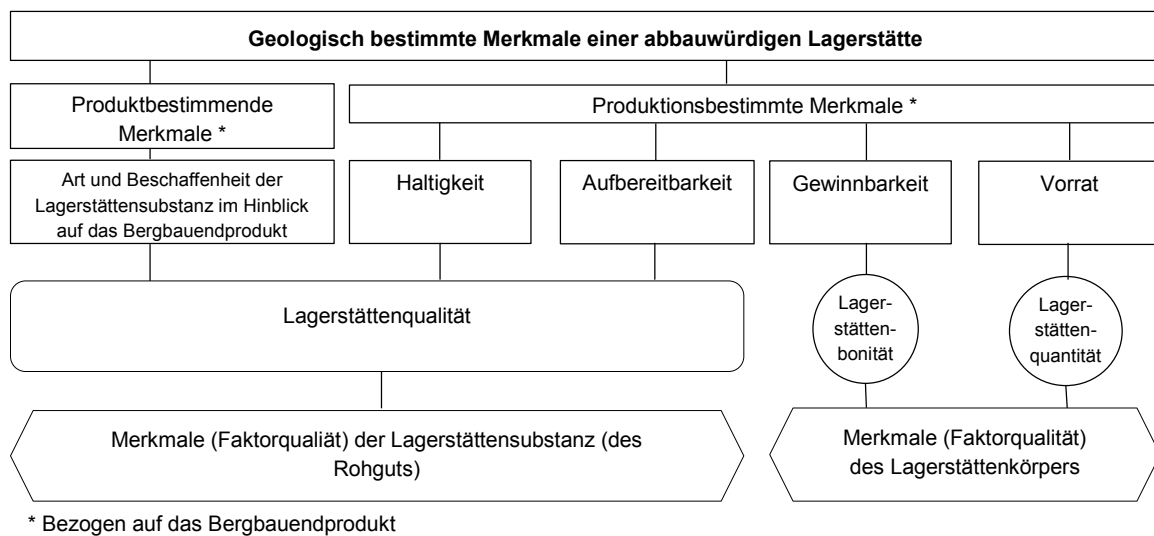 Geologisch bestimmte Merkmale einer abbauwürdigen Lagerstätte
Produktbestimmende
Merkmale *
Produktionsbestimmte Merkmale *
Art und Beschaffenheit der
Lagerstättensubstanz im Hinblick
auf das Bergbauendprodukt
Haltigkeit
Aufbereitbarkeit
Gewinnbarkeit
Vorrat
Lagerstättenqualität
Lager-
stätten-
bonität
Lager-
stätten-
quantität
Merkmale (Faktorqualiät) der Lagerstättensubstanz (des
Rohguts)
Merkmale (Faktorqualität)
des Lagerstättenkörpers
* Bezogen auf das Bergbauendprodukt